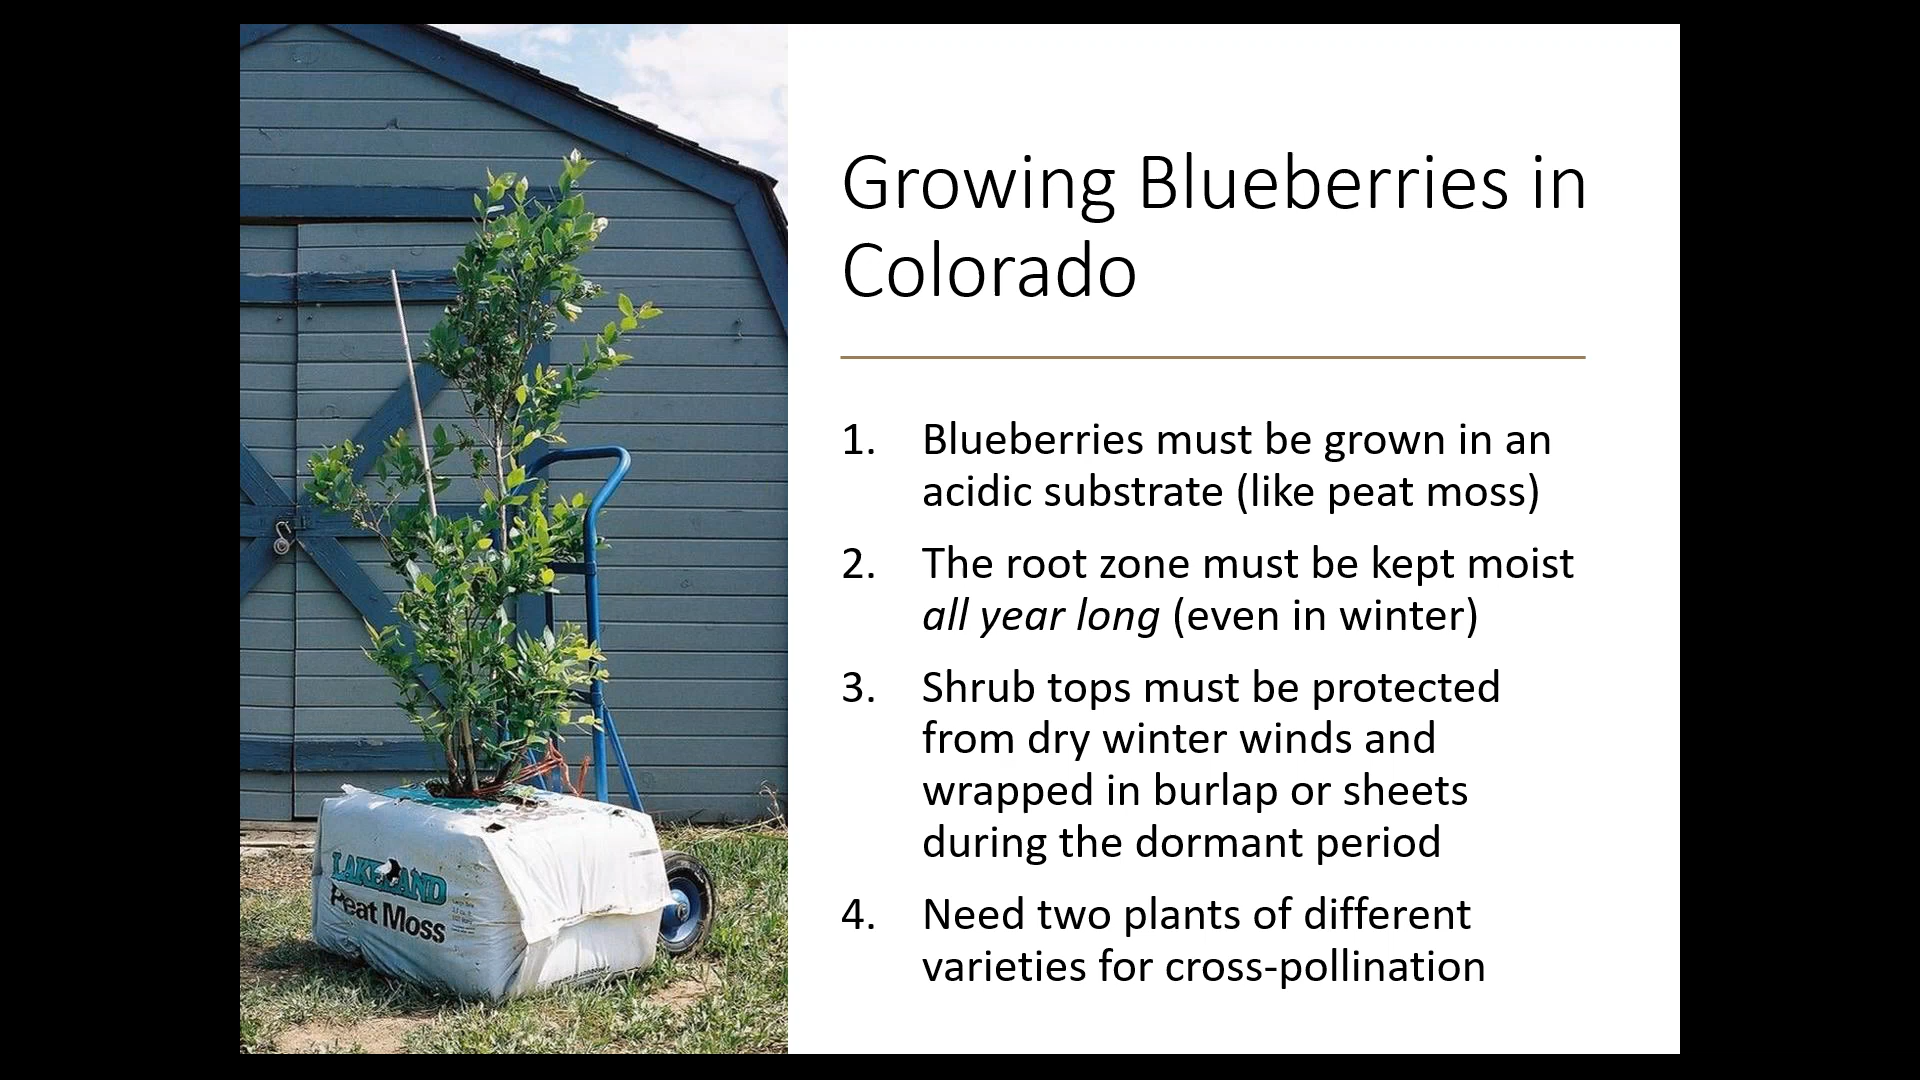 Growing Blueberries in
Colorado
1. Blueberries must be grown in an
acidic substrate (like peat moss)
2. The root zone must be kept moist
all year long (even in winter)
3. Shrub tops must be protected
from dry winter winds and
wrapped in burlap or sheets
during the dormant period
4. Need two plants of different
varieties for cross-pollination
LAKELAND
Peat Moss